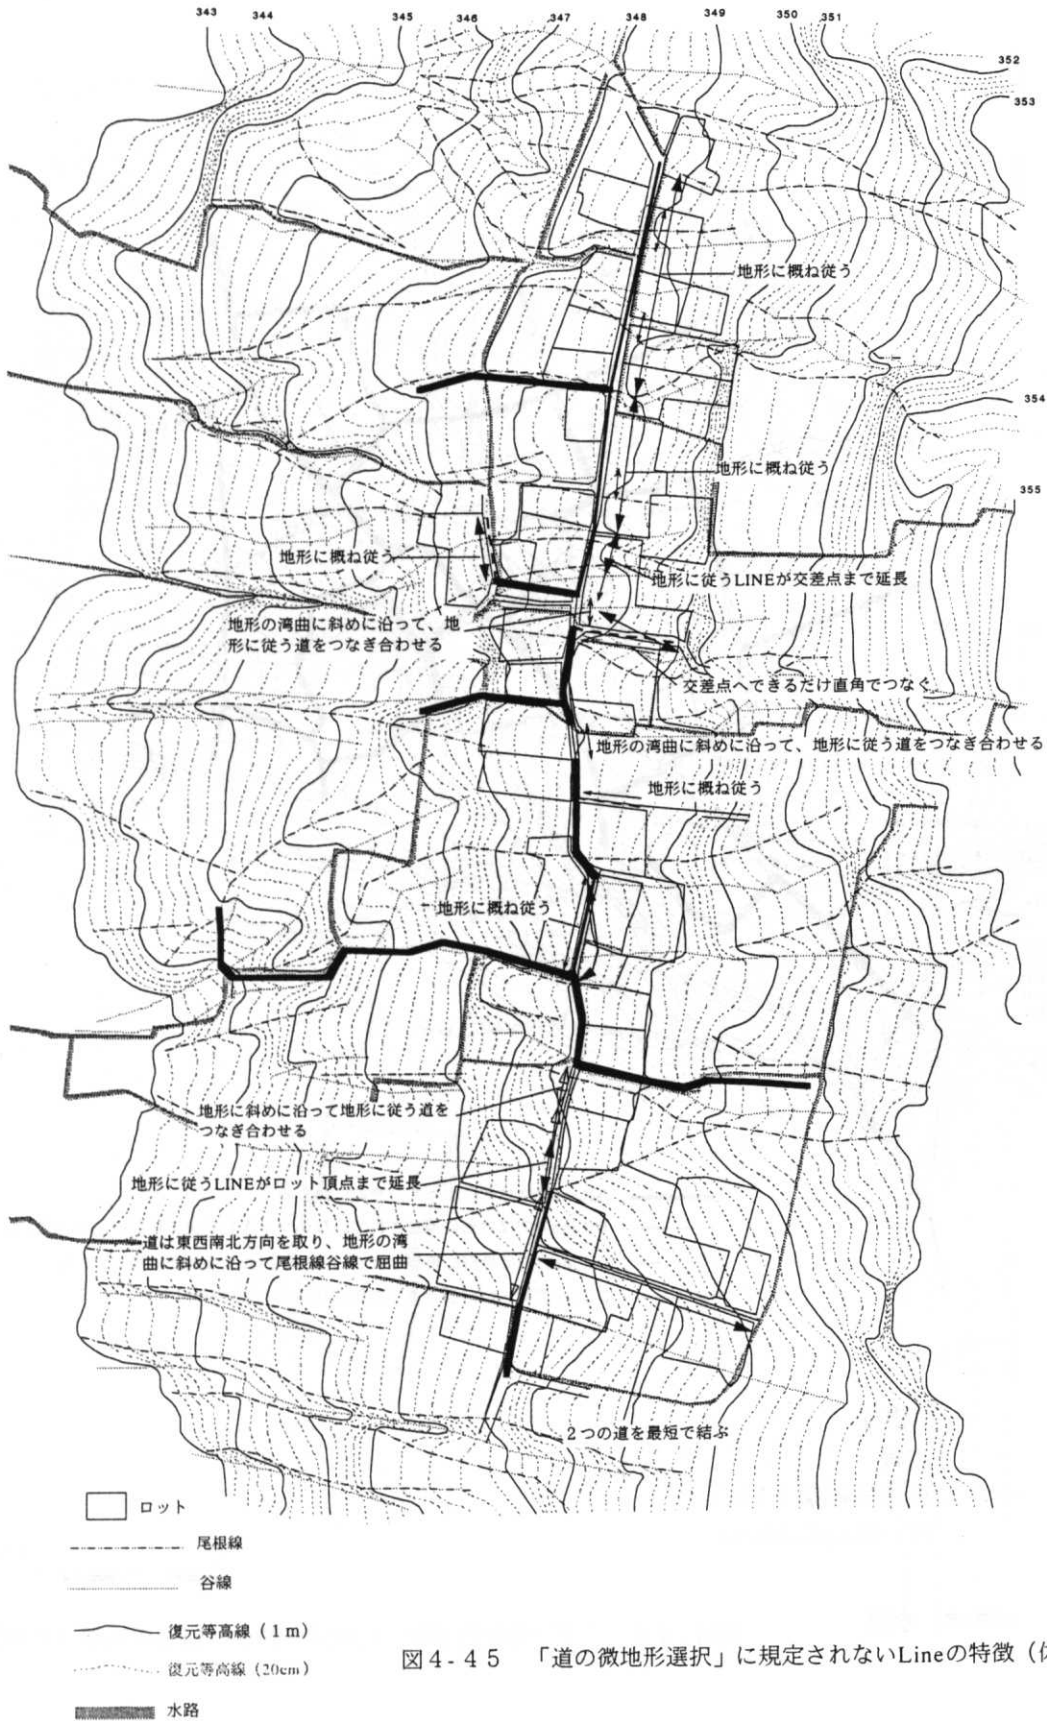 343 344 345 346 347 348 349 350 351
352
353
地形に概ね従う
354
地形に概ね従う
355
地形に概ね従う
地形に従うLINEが交差点まで延長
地形の湾曲に斜めに沿って、地
形に従う道をつなぎ合わせる
交差点へできるだけ直角でつなぐ
地形の湾曲に斜めに沿って、地形に従う道をつなぎ合わせる
地形に概ね従う
地形に概ね従う
地形に斜めに沿って地形に従う道を
つなぎ合わせる
地形に従うLINEがロット頂点まで延長
道は東西南北方向を取り、地形の湾
曲に斜めに沿って尾根線谷線で屈曲
2つの道を最短で結ぶ
ロット
尾根線
谷線
復元等高線(1m)
復元等高線(20cm)
水路
図4-45 「道の微地形選択」に規定されないLineの特徴(